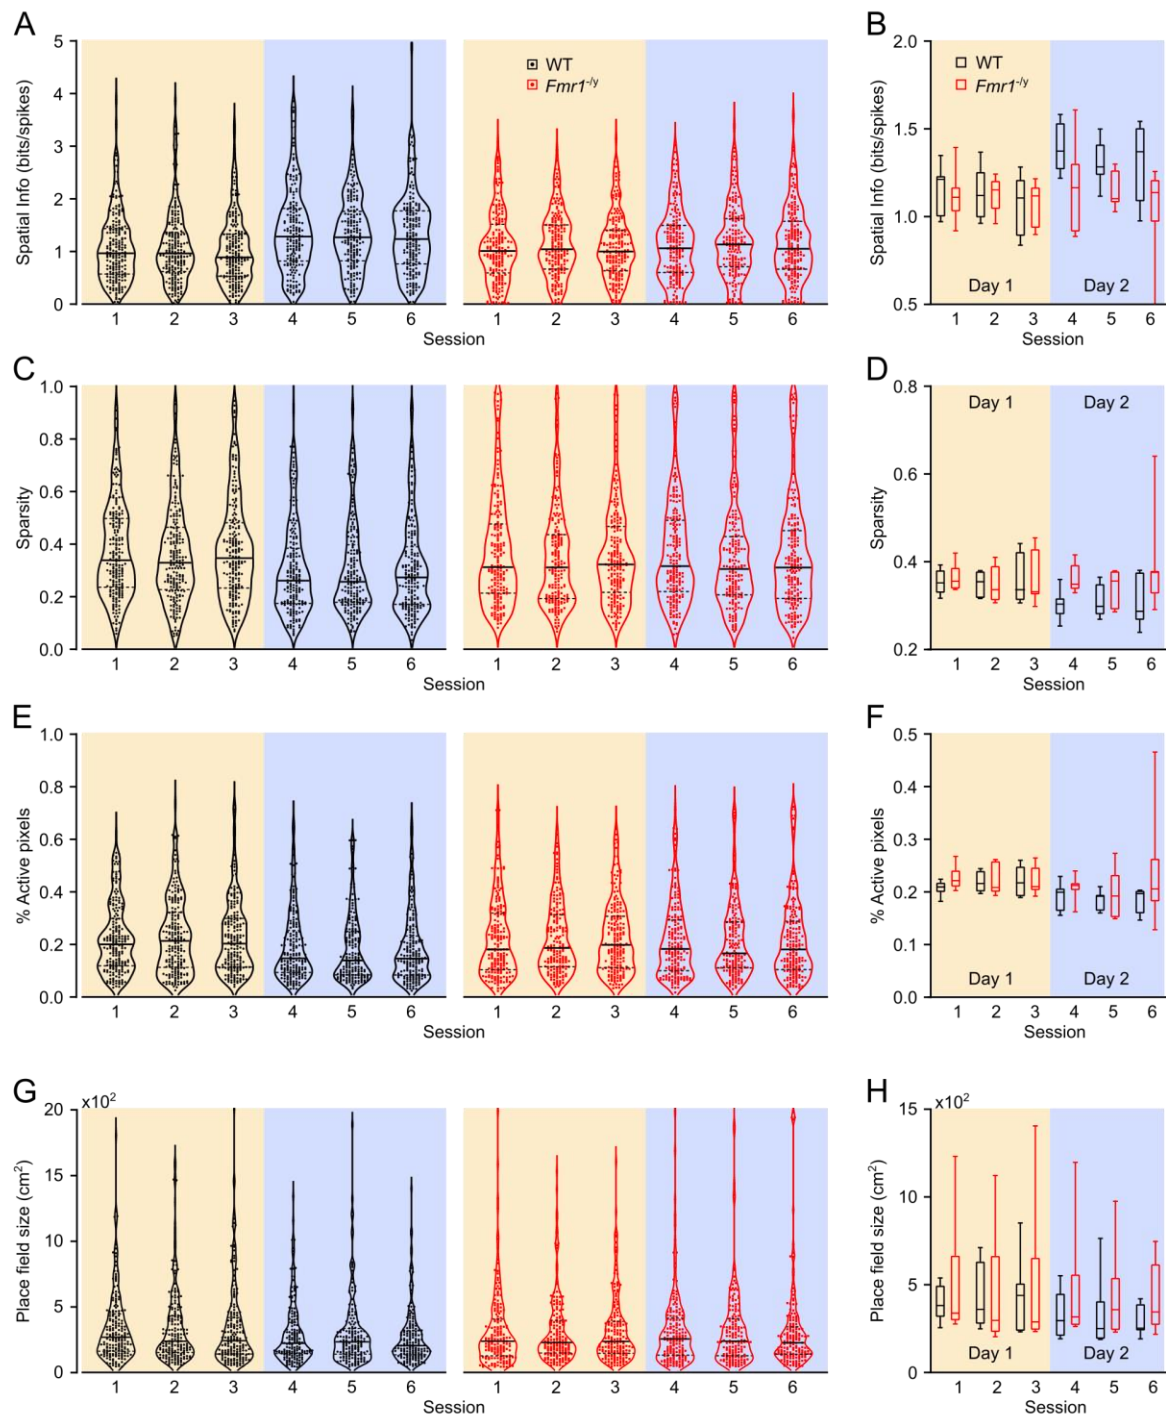 A
Spatial Info (bits/spikes)
5
4
3
2
1
0
1 2 3 4 5 6
1 2 3 4 5 6
Session
WT
Fmr1-/y
B
2.0
1.5
1.0
0.5
WT
Fmr1-/y
Day 1
Day 2
1 2 3 4 5 6
Session
C
Sparsity
1.0
0.8
0.6
0.4
0.2
0.0
1 2 3 4 5 6
1 2 3 4 5 6
Session
D
Sparsity
0.8
0.6
0.4
0.2
Day 1
Day 2
1 2 3 4 5 6
Session
E
% Active pixels
1.0
0.8
0.6
0.4
0.2
0.0
1 2 3 4 5 6
1 2 3 4 5 6
Session
F
% Active pixels
0.5
0.4
0.3
0.2
0.1
0.0
Day 1
Day 2
1 2 3 4 5 6
Session
G
x10²
Place field size (cm²)
20
15
10
5
0
1 2 3 4 5 6
1 2 3 4 5 6
Session
H
x10²
Place field size (cm²)
15
10
5
0
Day 1
Day 2
1 2 3 4 5 6
Session
Spatial Info (bits/spikes)